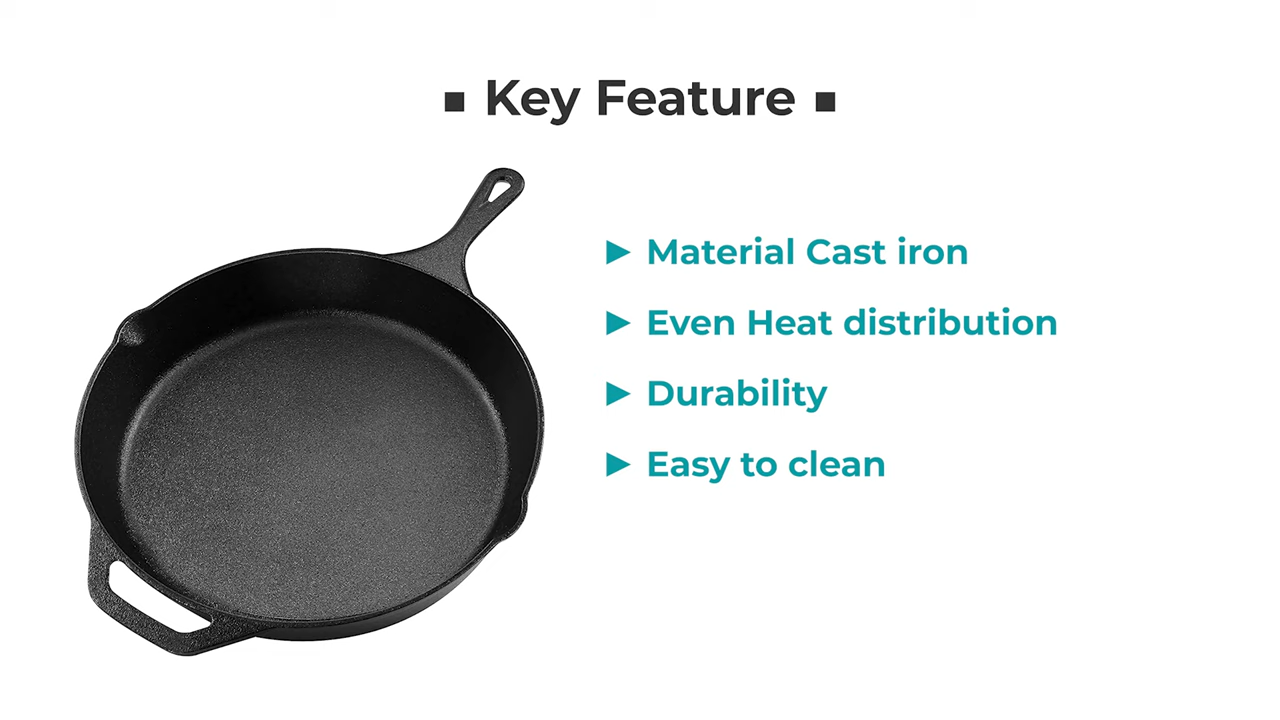 ▪ Key Feature ▪
► Material Cast iron
► Even Heat distribution
► Durability
► Easy to clean